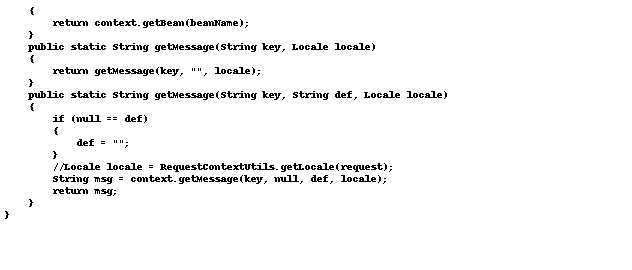 {
        return context.getBean(beanName);
    }
    public static String getMessage(String key, Locale locale)
    {
        return getMessage(key, "", locale);
    }
    public static String getMessage(String key, String def, Locale locale)
    {
        if (null == def)
        {
            def = "";
        }
        //Locale locale = RequestContextUtils.getLocale(request);
        String msg = context.getMessage(key, null, def, locale);
        return msg;
    }
}